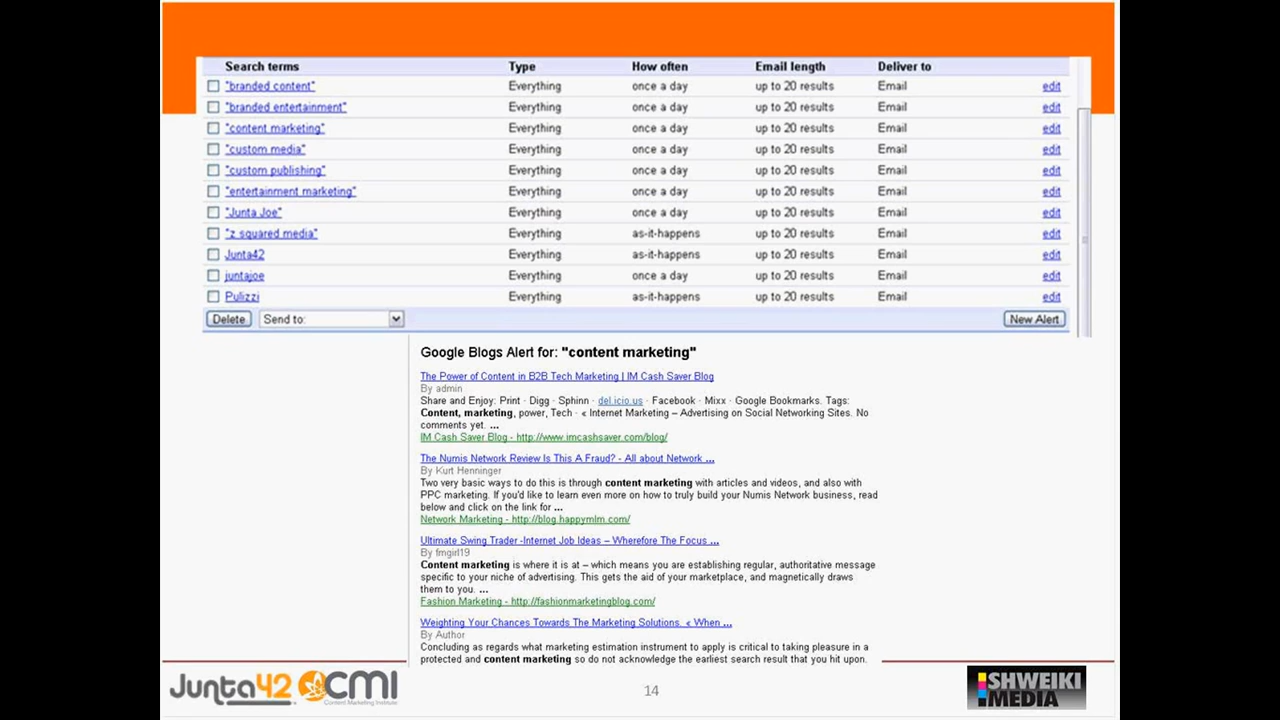 Search terms Type How often Email length Deliver to
"branded content" Everything once a day up to 20 results Email edit
"branded entertainment" Everything once a day up to 20 results Email edit
"content marketing" Everything once a day up to 20 results Email edit
"custom media" Everything once a day up to 20 results Email edit
"custom publishing" Everything once a day up to 20 results Email edit
"entertainment marketing" Everything once a day up to 20 results Email edit
"Junta Joe" Everything once a day up to 20 results Email edit
"z squared media" Everything as-it-happens up to 20 results Email edit
Junta42 Everything as-it-happens up to 20 results Email edit
juntajoe Everything once a day up to 20 results Email edit
Pulizzi Everything as-it-happens up to 20 results Email edit
Delete Send to: New Alert
Google Blogs Alert for: "content marketing"
The Power of Content in B2B Tech Marketing | IM Cash Saver Blog
By admin
Share and Enjoy: Print · Digg · Sphinn · del.icio.us · Facebook · Mixx · Google Bookmarks. Tags:
Content, marketing, power, Tech · « Internet Marketing – Advertising on Social Networking Sites. No
comments yet. ...
IM Cash Saver Blog - http://www.imcashsaver.com/blog/
The Numis Network Review Is This A Fraud? - All about Network ...
By Kurt Henninger
Two very basic ways to do this is through content marketing with articles and videos, and also with
PPC marketing. If you'd like to learn even more on how to truly build your Numis Network business, read
below and click on the link for ...
Network Marketing - http://blog.happymlm.com/
Ultimate Swing Trader -Internet Job Ideas – Wherefore The Focus ...
By fmgirl19
Content marketing is where it is at – which means you are establishing regular, authoritative message
specific to your niche of advertising. This gets the aid of your marketplace, and magnetically draws
them to you. ...
Fashion Marketing - http://fashionmarketingblog.com/
Weighting Your Chances Towards The Marketing Solutions. « When ...
By Author
Concluding as regards what marketing estimation instrument to apply is critical to taking pleasure in a
protected and content marketing so do not acknowledge the earliest search result that you hit upon.
Junta42 CMI
Content Marketing Institute
14
SHWEIKI
MEDIA